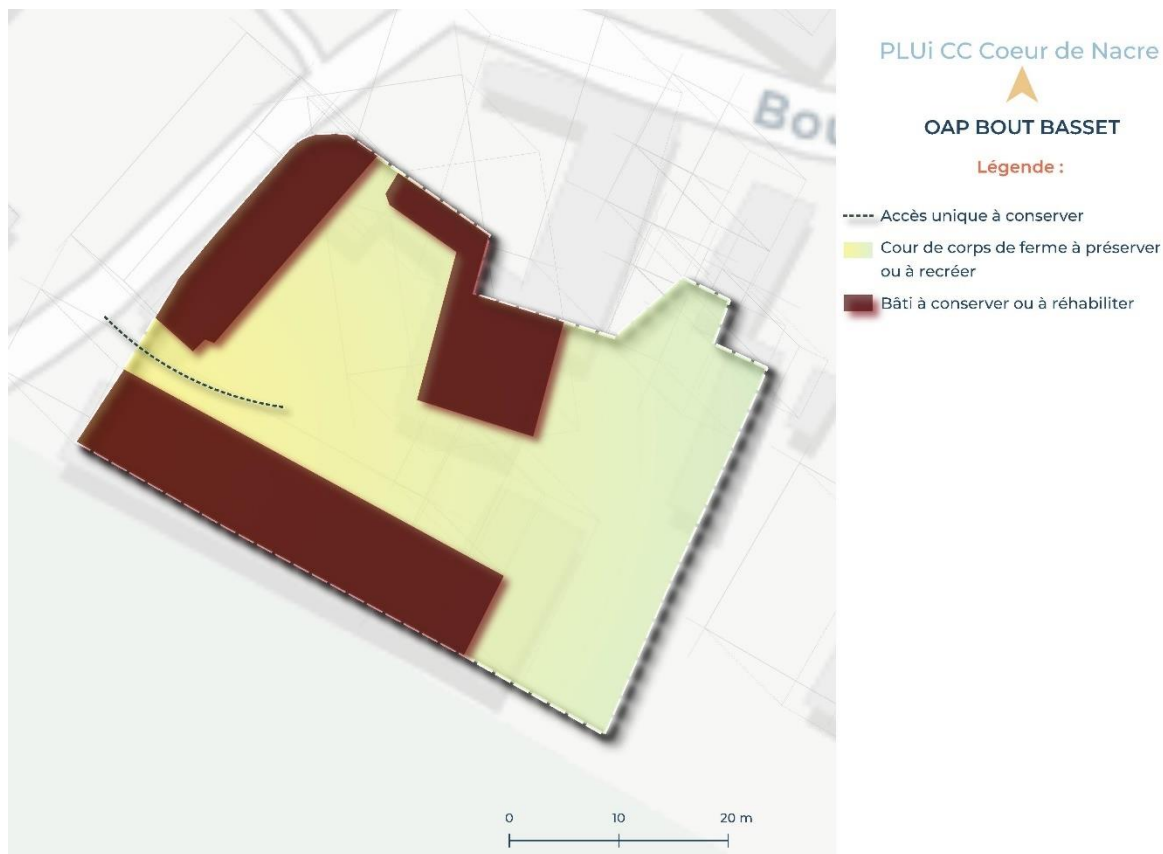 Bou
PLUi CC Coeur de Nacre
OAP BOUT BASSET
Légende :
Accès unique à conserver
Cour de corps de ferme à préserver
ou à recréer
Bâti à conserver ou à réhabiliter
0 10 20 m